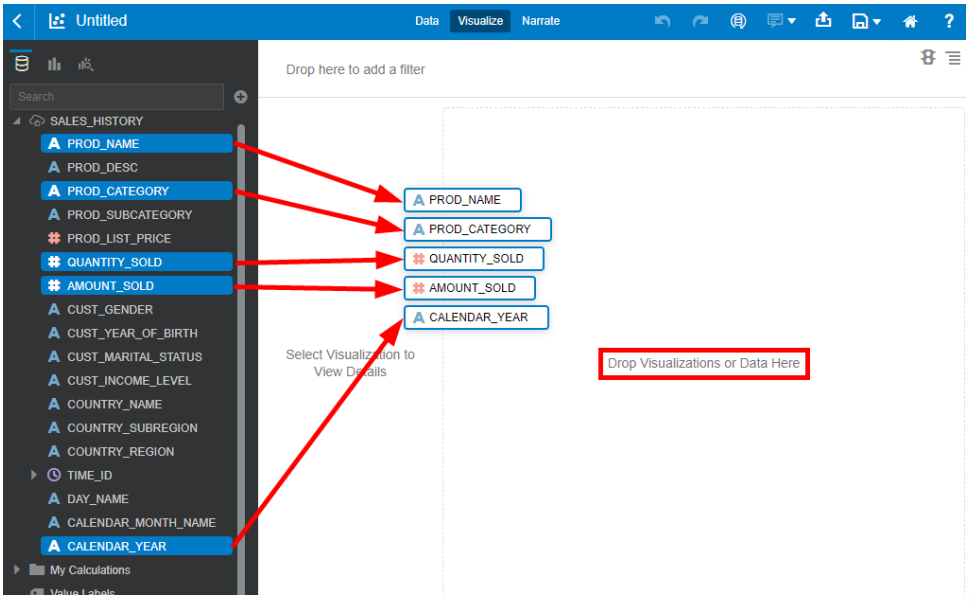 Untitled
Data Visualize Narrate
?
Search
Drop here to add a filter
SALES_HISTORY
A PROD_NAME
A PROD_DESC
A PROD_CATEGORY
A PROD_SUBCATEGORY
# PROD_LIST_PRICE
# QUANTITY_SOLD
# AMOUNT_SOLD
A CUST_GENDER
A CUST_YEAR_OF_BIRTH
A CUST_MARITAL_STATUS
A CUST_INCOME_LEVEL
A COUNTRY_NAME
A COUNTRY_SUBREGION
A COUNTRY_REGION
TIME_ID
A DAY_NAME
A CALENDAR_MONTH_NAME
A CALENDAR_YEAR
My Calculations
Value Labels
A PROD_NAME
A PROD_CATEGORY
# QUANTITY_SOLD
# AMOUNT_SOLD
A CALENDAR_YEAR
Select Visualization to
View Details
Drop Visualizations or Data Here